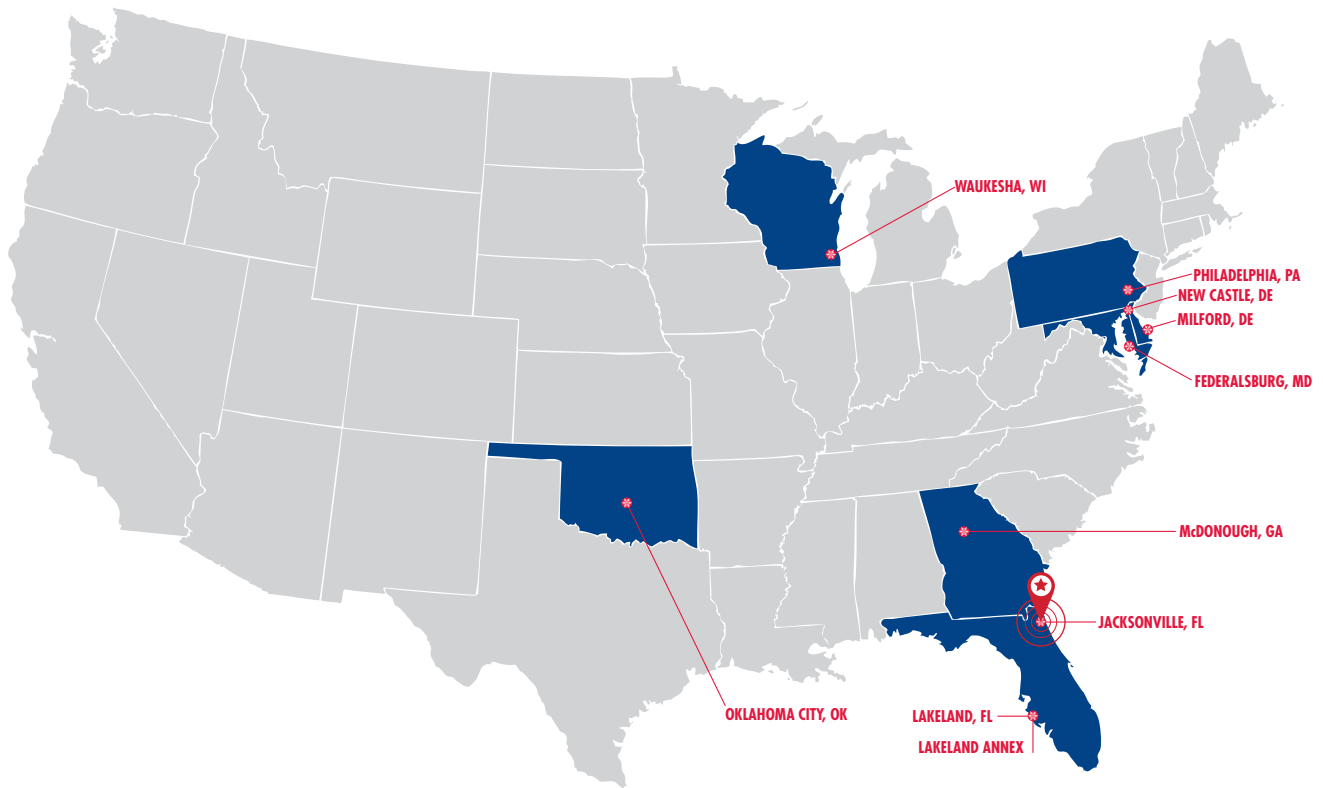 WAUKESHA, WI
PHILADELPHIA, PA
NEW CASTLE, DE
MILFORD, DE
FEDERALSBURG, MD
McDONOUGH, GA
JACKSONVILLE, FL
OKLAHOMA CITY, OK
LAKELAND, FL
LAKELAND ANNEX